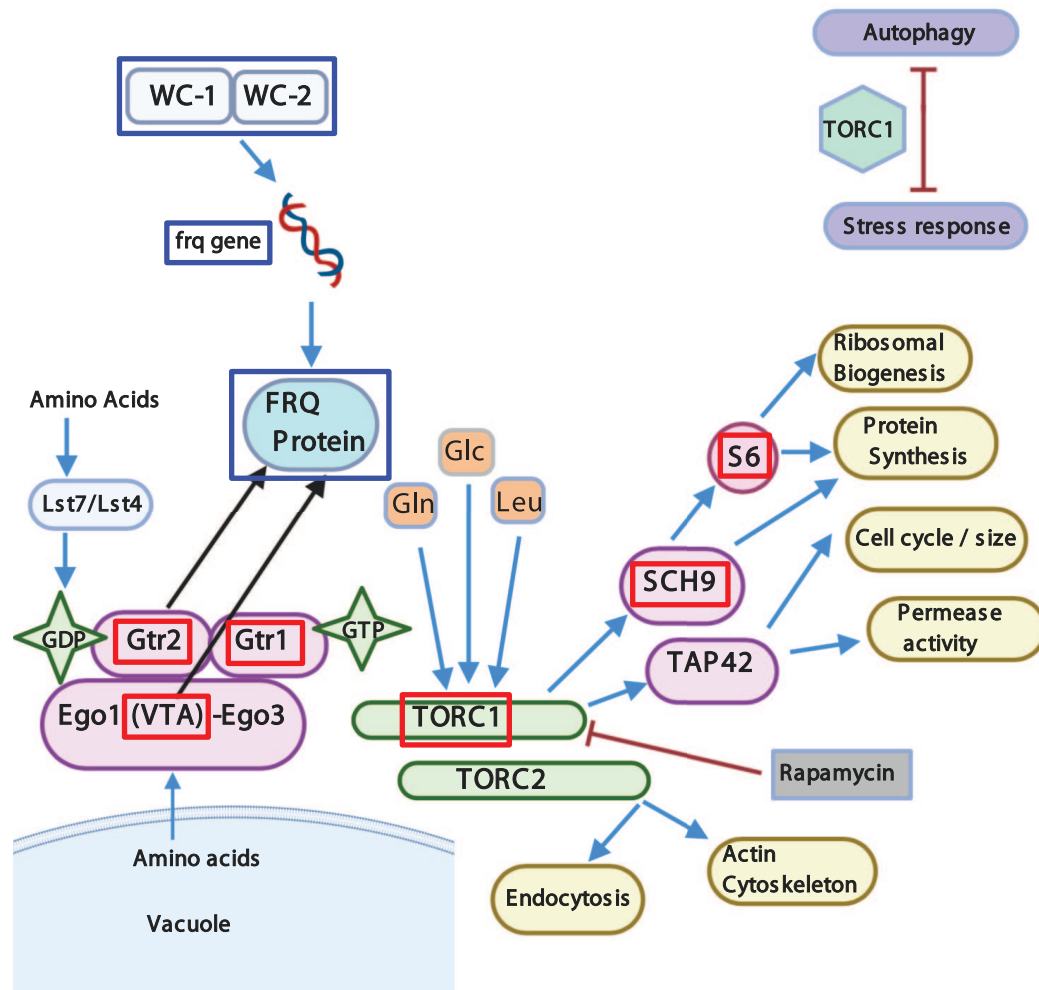 WC-1 WC-2
frq gene
FRQ
Protein
Amino Acids
Lst7/Lst4
GDP
Gtr2
Gtr1
GTP
Ego1 (VTA) -Ego3
Amino acids
Vacuole
Gln
Glc
Leu
TORC1
TORC2
Endocytosis
Actin
Cytoskeleton
Rapamycin
SCH9
TAP42
S6
Ribosomal
Biogenesis
Protein
Synthesis
Cell cycle / size
Permease
activity
Autophagy
TORC1
Stress response